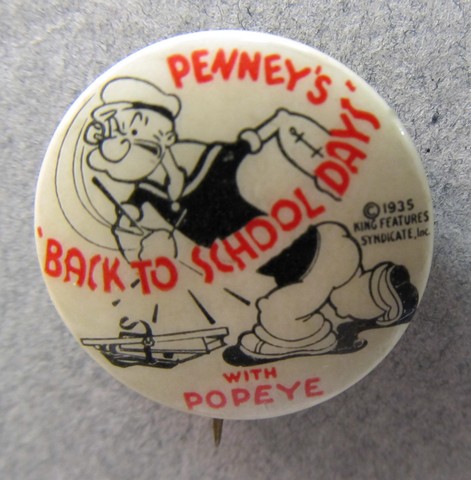 PENNEY'S
"BACK TO SCHOOL DAYS"
©1935
KING FEATURES
SYNDICATE, Inc.
WITH
POPEYE